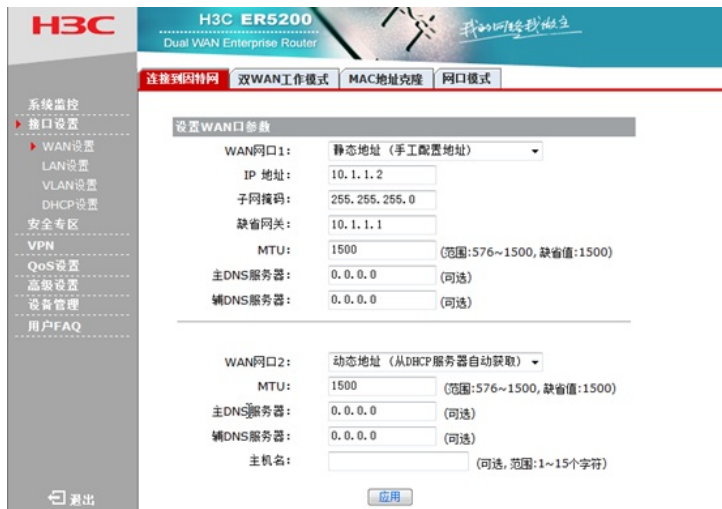 H3C
H3C ER5200
Dual WAN Enterprise Router
我的网络我做主
连接到因特网 双WAN工作模式 MAC地址克隆 网口模式
系统监控
接口设置
WAN设置
LAN设置
VLAN设置
DHCP设置
安全专区
VPN
QoS设置
高级设置
设备管理
用户FAQ
退出
设置WAN口参数
WAN网口1: 静态地址 (手工配置地址)
IP 地址: 10.1.1.2
子网掩码: 255.255.255.0
缺省网关: 10.1.1.1
MTU: 1500 (范围:576~1500,缺省值:1500)
主DNS服务器: 0.0.0.0 (可选)
辅DNS服务器: 0.0.0.0 (可选)
WAN网口2: 动态地址 (从DHCP服务器自动获取)
MTU: 1500 (范围:576~1500,缺省值:1500)
主DNS服务器: 0.0.0.0 (可选)
辅DNS服务器: 0.0.0.0 (可选)
主机名: (可选,范围:1~15个字符)
应用